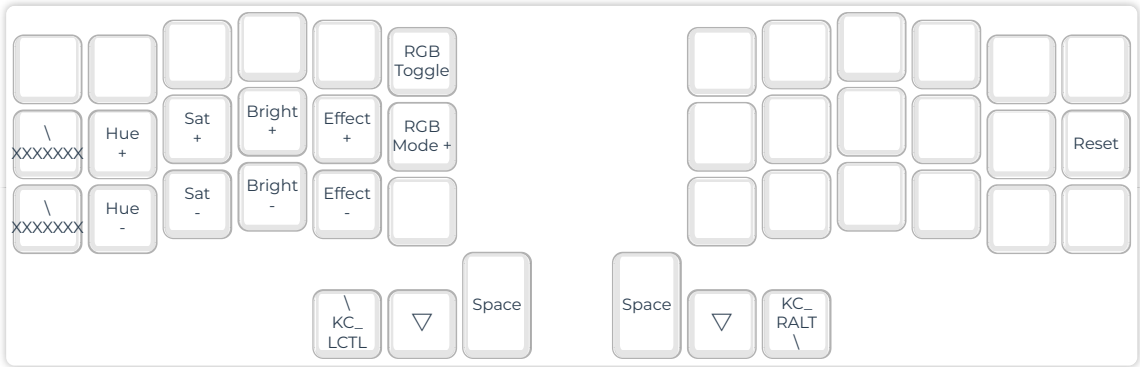 RGB
Toggle
\
XXXXXXX
Hue
+
Sat
+
Bright
+
Effect
+
RGB
Mode +
Reset
\
XXXXXXX
Hue
-
Sat
-
Bright
-
Effect
-
\
KC_
LCTL
▽
Space
Space
▽
KC_
RALT
\